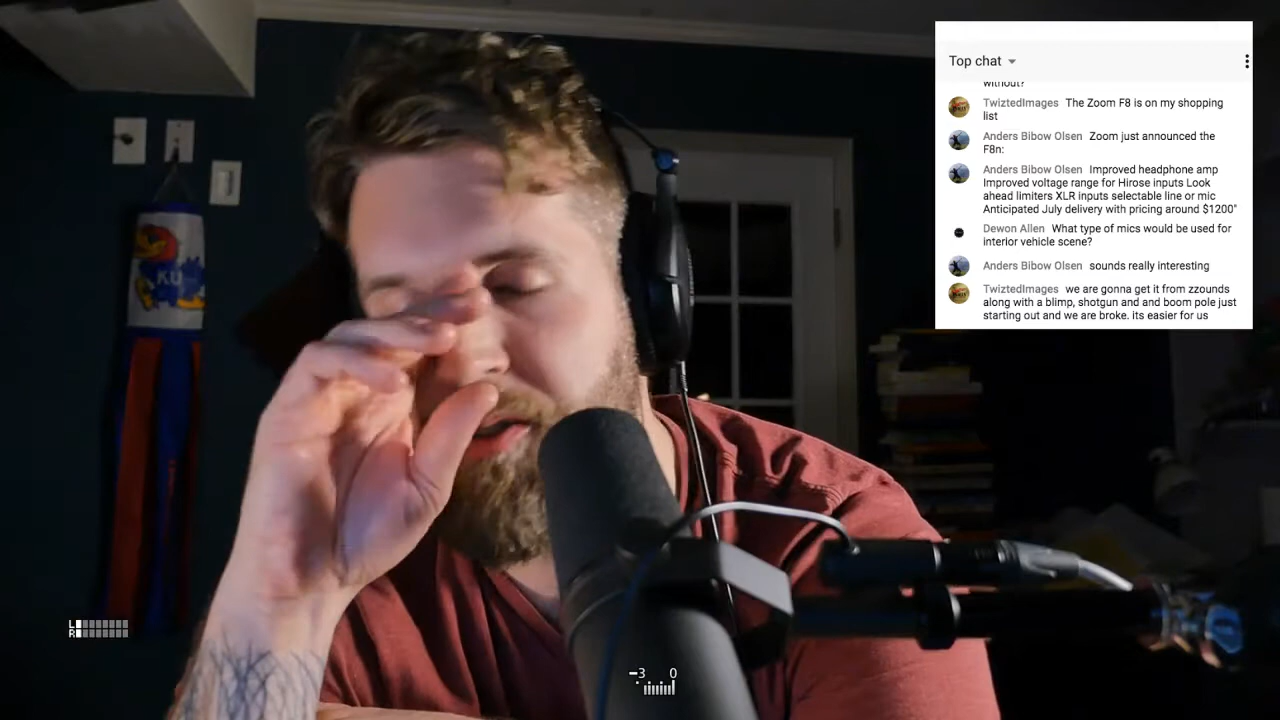 Top chat
without?
TwiztedImages The Zoom F8 is on my shopping
list
Anders Bibow Olsen Zoom just announced the
F8n:
Anders Bibow Olsen Improved headphone amp
Improved voltage range for Hirose inputs Look
ahead limiters XLR inputs selectable line or mic
Anticipated July delivery with pricing around $1200"
Dewon Allen What type of mics would be used for
interior vehicle scene?
Anders Bibow Olsen sounds really interesting
TwiztedImages we are gonna get it from zzounds
along with a blimp, shotgun and and boom pole just
starting out and we are broke. its easier for us
KU
L
R
-3 0